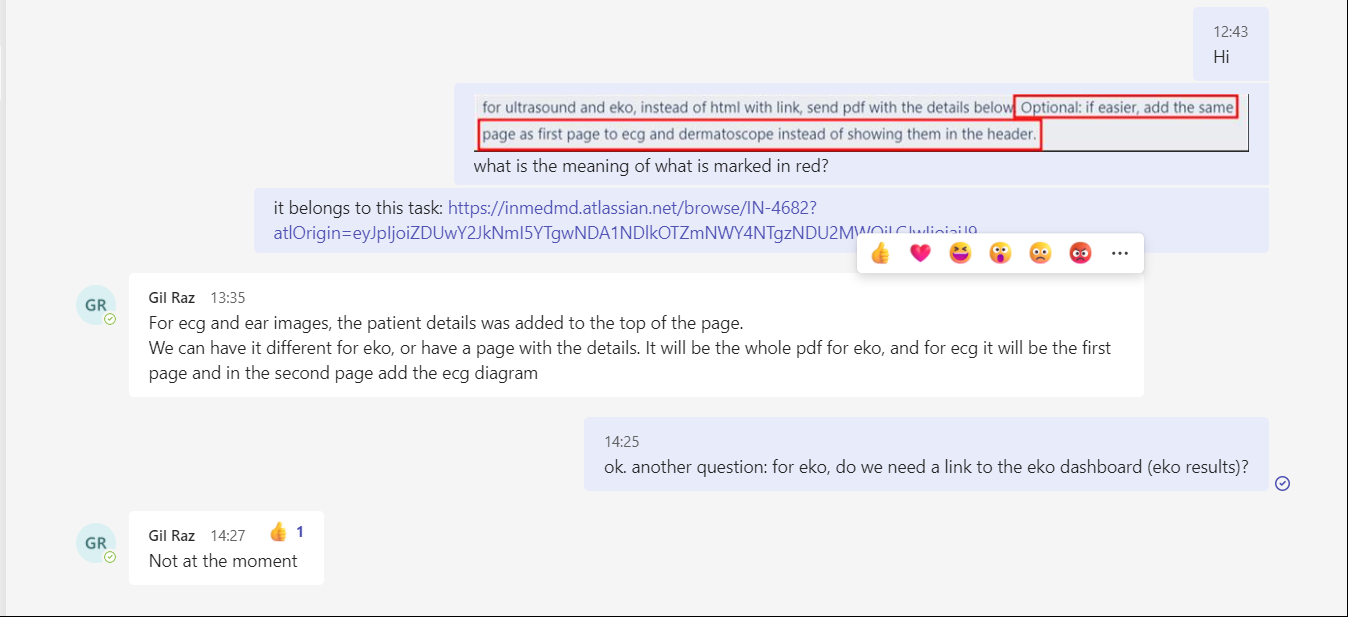 12:43
Hi
for ultrasound and eko, instead of html with link, send pdf with the details below. Optional: if easier, add the same
page as first page to ecg and dermatoscope instead of showing them in the header.
what is the meaning of what is marked in red?
it belongs to this task: https://inmedmd.atlassian.net/browse/IN-4682?
GR
Gil Raz 13:35
For ecg and ear images, the patient details was added to the top of the page.
We can have it different for eko, or have a page with the details. It will be the whole pdf for eko, and for ecg it will be the first
page and in the second page add the ecg diagram
14:25
ok. another question: for eko, do we need a link to the eko dashboard (eko results)?
GR
Gil Raz 14:27 👍 1
Not at the moment